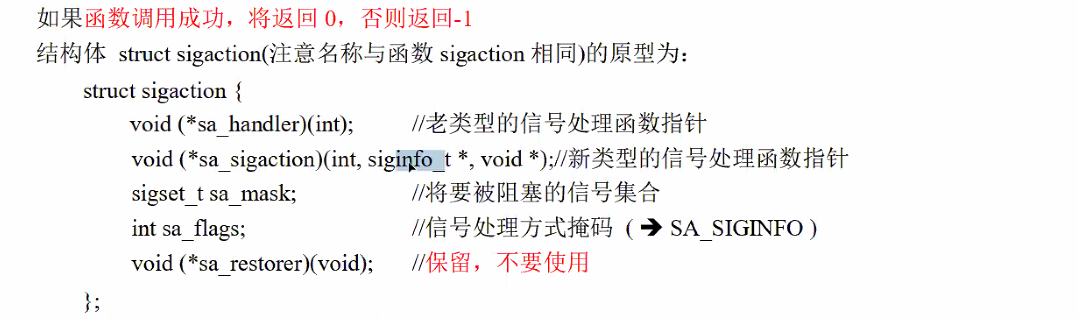 如果函数调用成功，将返回 0，否则返回-1
结构体 struct sigaction(注意名称与函数 sigaction 相同)的原型为：
struct sigaction {
void (*sa_handler)(int); //老类型的信号处理函数指针
void (*sa_sigaction)(int, siginfo_t *, void *);//新类型的信号处理函数指针
sigset_t sa_mask; //将要被阻塞的信号集合
int sa_flags; //信号处理方式掩码 ( ➔ SA_SIGINFO )
void (*sa_restorer)(void); //保留，不要使用
};